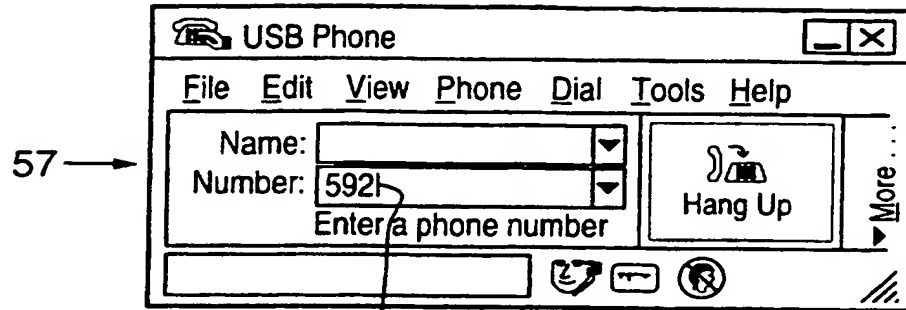 USB Phone
File Edit View Phone Dial Tools Help
57
Name:
Number: 592
Enter a phone number
Hang Up
More...